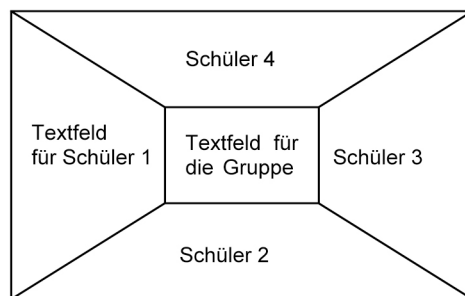 Schüler 4
Textfeld
für Schüler 1
Textfeld für
die Gruppe
Schüler 3
Schüler 2